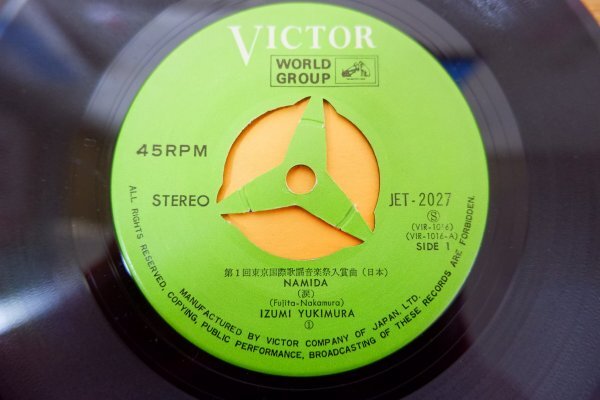 VICTOR
WORLD
GROUP
45RPM
STEREO
JET-2027
Ⓢ
(VIR-1016)
(VIR-1016-A)
SIDE 1
第1回東京国際歌謡音楽祭入賞曲(日本)
NAMIDA
(涙)
(Fujita-Nakamura)
IZUMI YUKIMURA
①
MANUFACTURED BY VICTOR COMPANY OF JAPAN, LTD.
ALL RIGHTS RESERVED. COPYING, PUBLIC PERFORMANCE, BROADCASTING OF THESE RECORDS ARE FORBIDDEN.